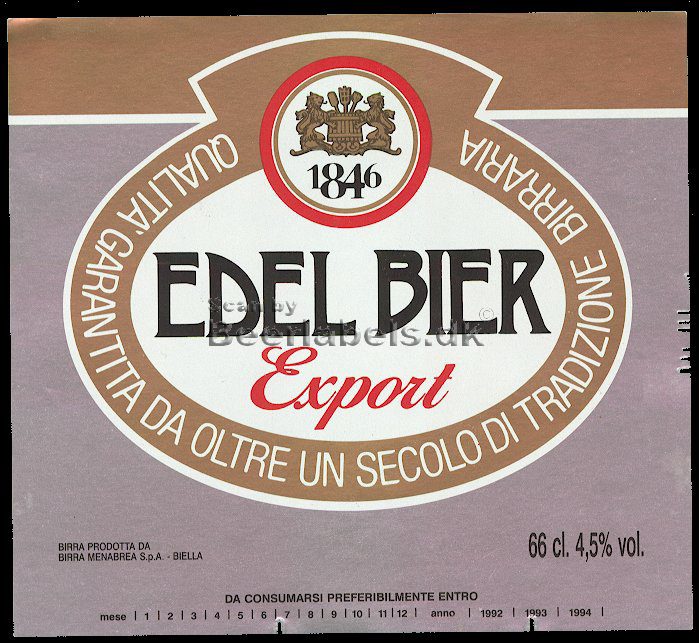 1846
QUALITA' GARANTITA DA OLTRE UN SECOLO DI TRADIZIONE BIRRARIA
EDEL BIER
Scan by
Beerlabels.dk ©
Export
BIRRA PRODOTTA DA
BIRRA MENABREA S.p.A. - BIELLA
66 cl. 4,5% vol.
DA CONSUMARSI PREFERIBILMENTE ENTRO
mese | 1 | 2 | 3 | 4 | 5 | 6 | 7 | 8 | 9 | 10 | 11 | 12 | anno | 1992 | 1993 | 1994 |